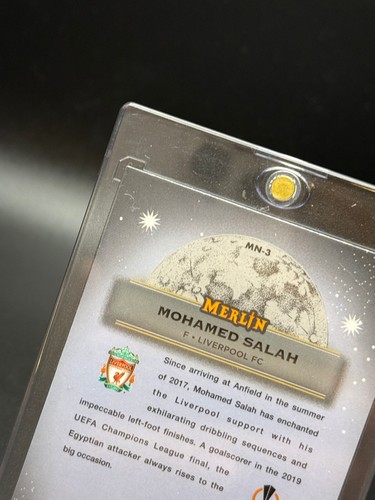 MN-3
MERLIN
MOHAMED SALAH
F • LIVERPOOL FC
Since arriving at Anfield in the summer
of 2017, Mohamed Salah has enchanted
the Liverpool support with his
exhilarating dribbling sequences and
impeccable left-foot finishes. A goalscorer in the 2019
UEFA Champions League final, the
Egyptian attacker always rises to the
big occasion.